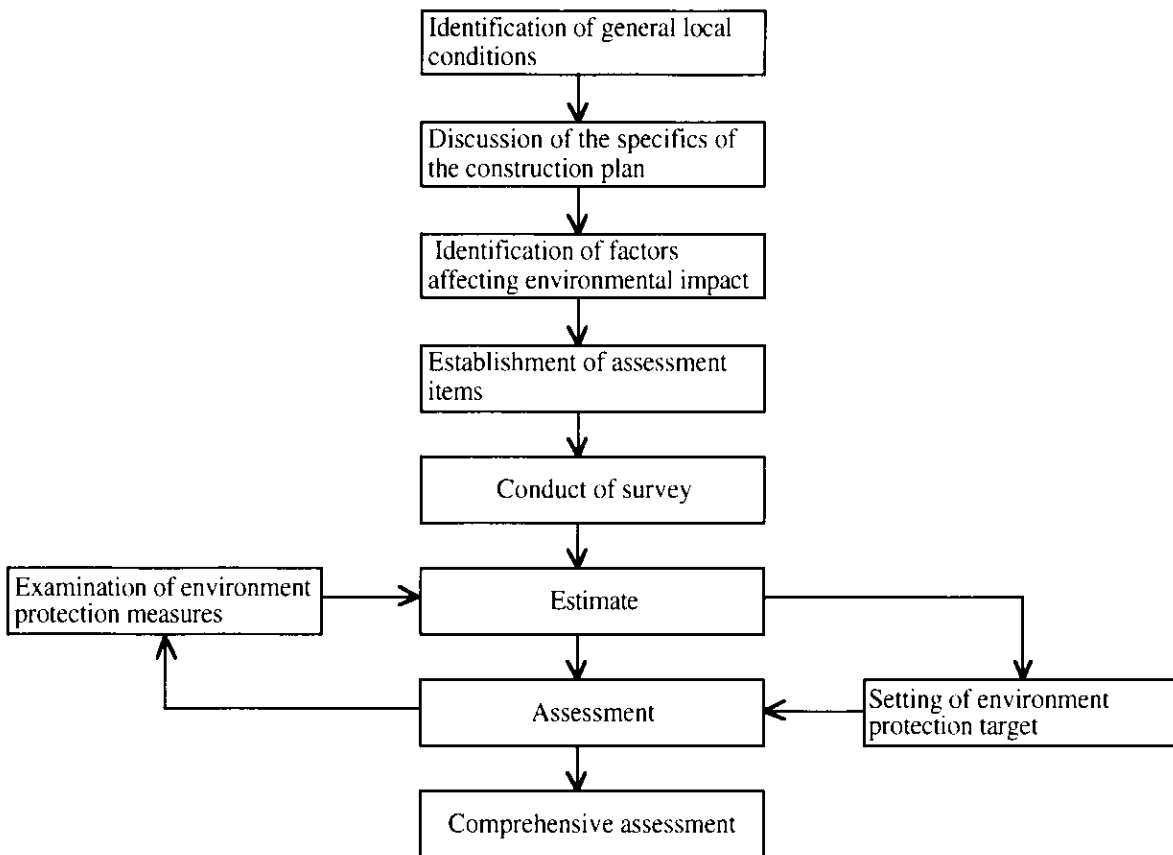 Identification of general local
conditions
Discussion of the specifics of
the construction plan
Identification of factors
affecting environmental impact
Establishment of assessment
items
Conduct of survey
Examination of environment
protection measures
Estimate
Assessment
Setting of environment
protection target
Comprehensive assessment